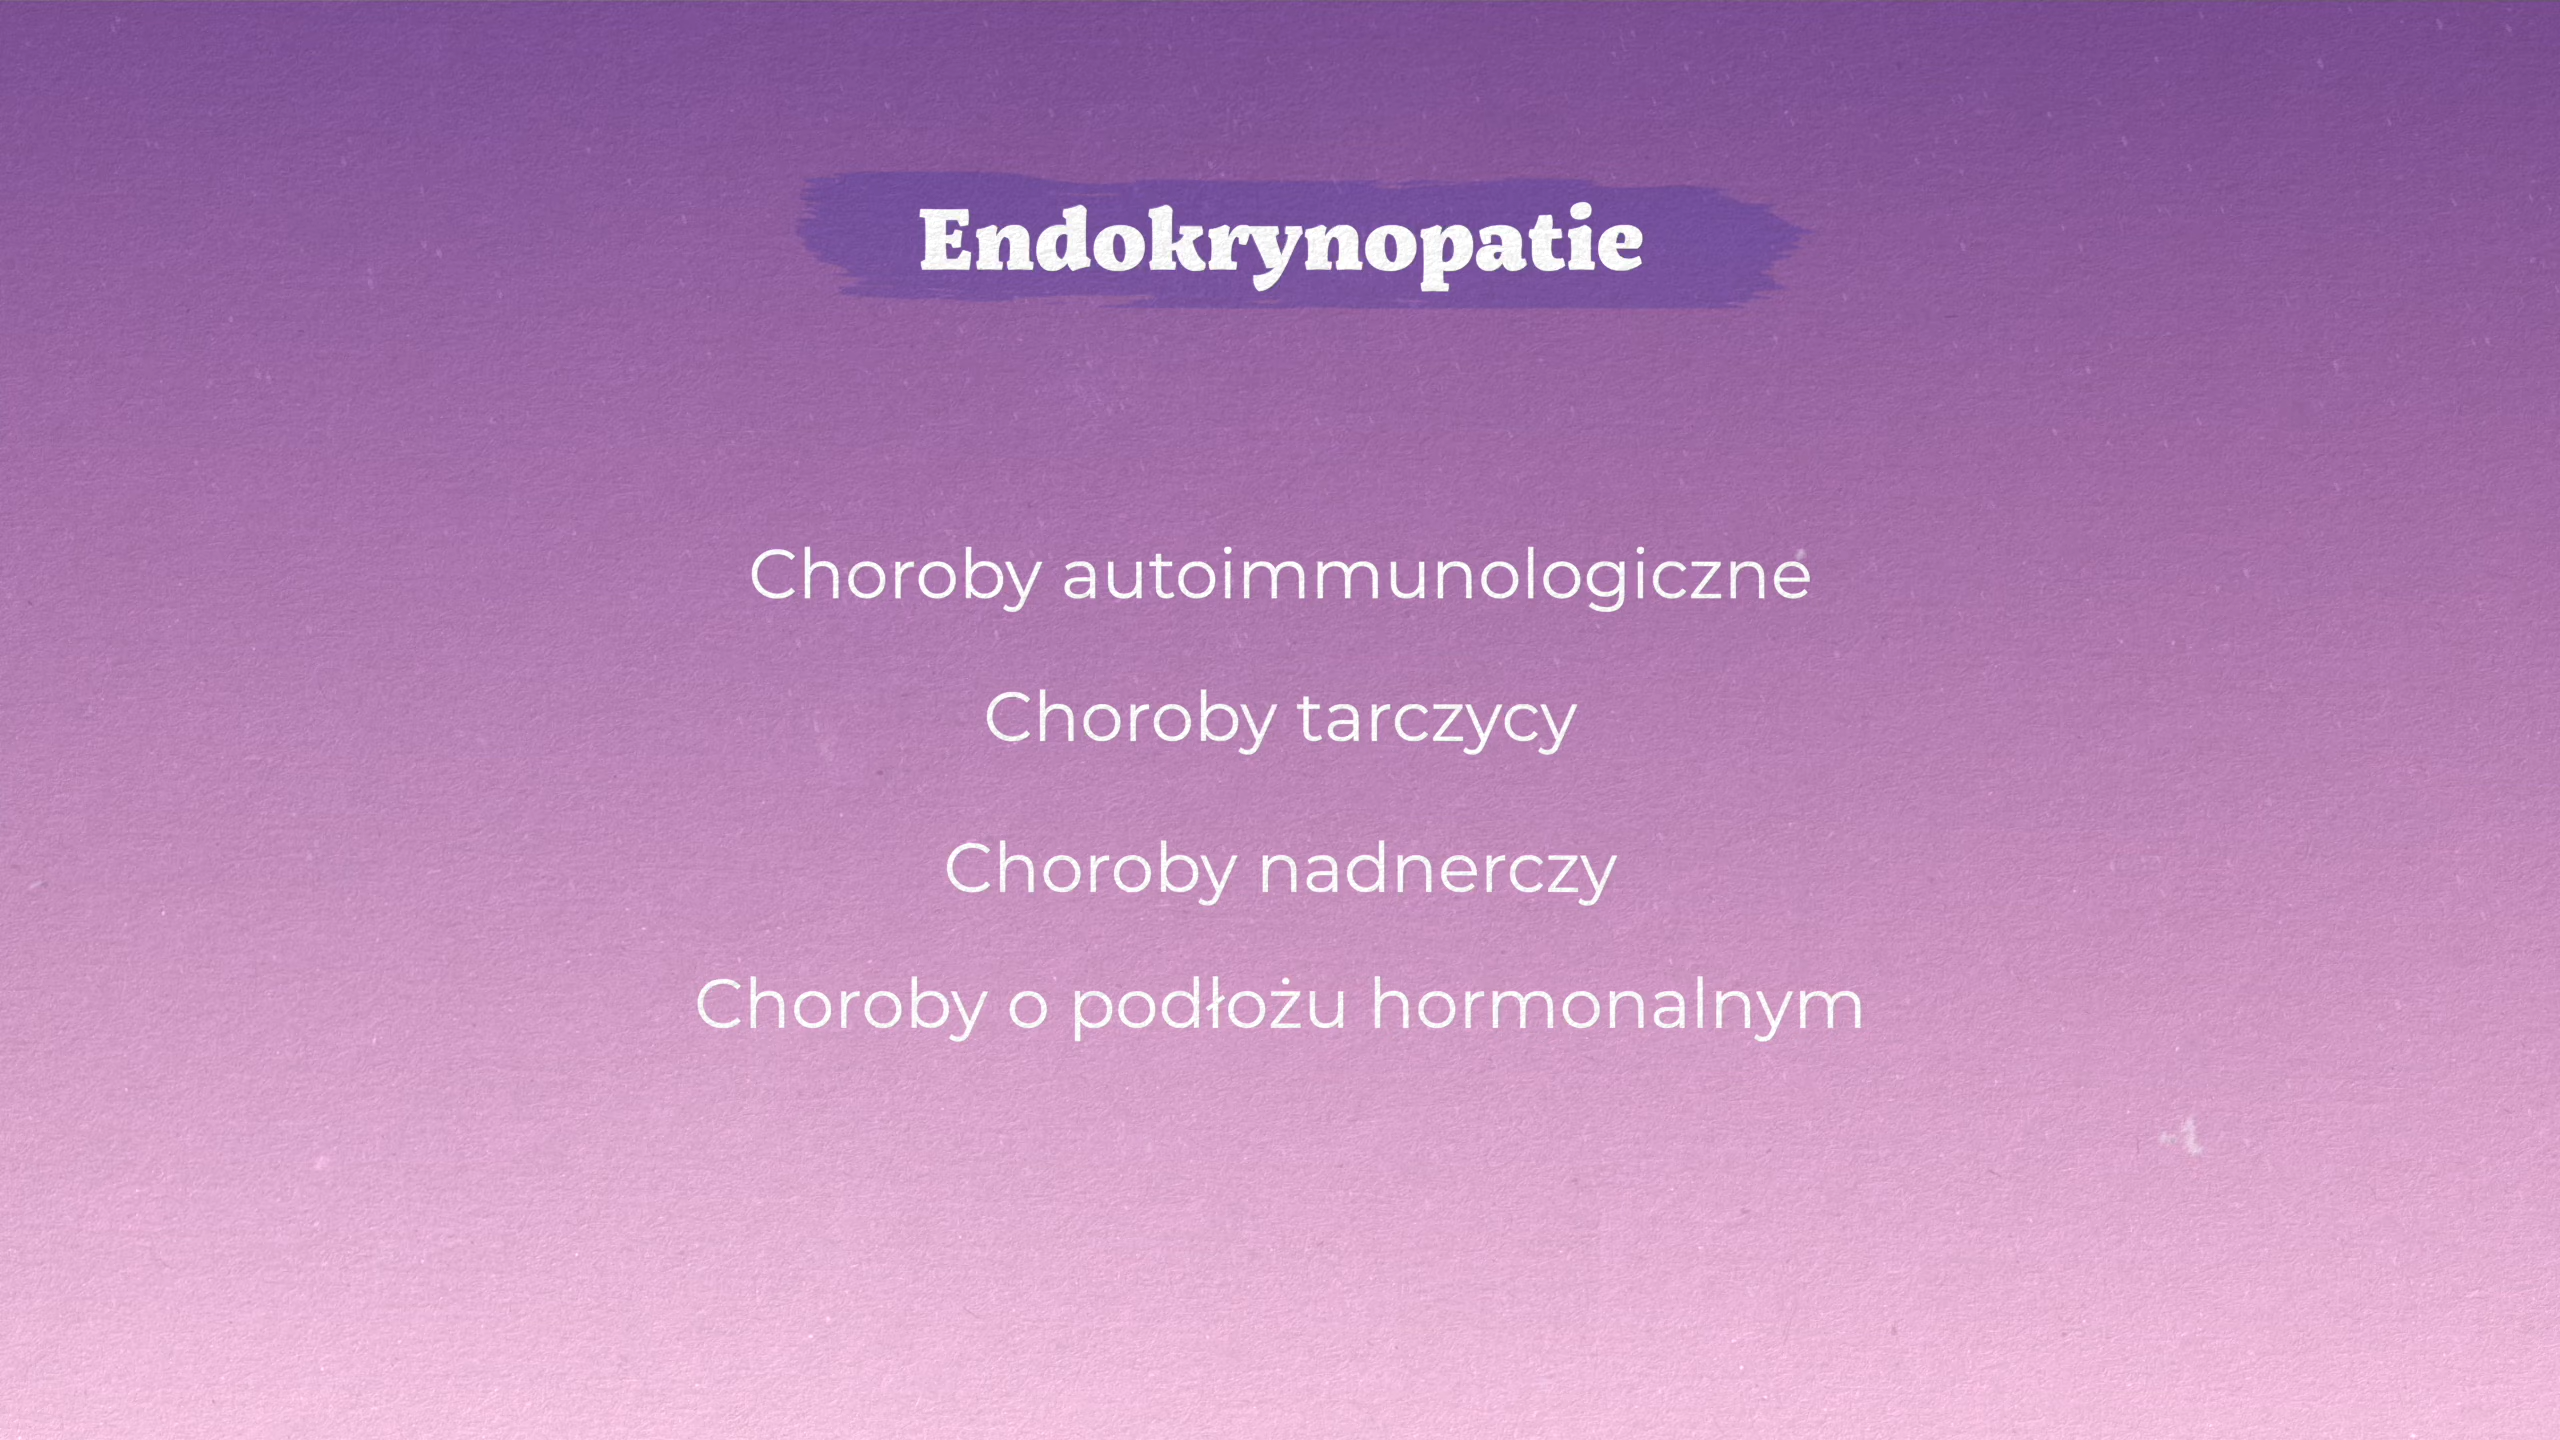 Endokrynopatie
Choroby autoimmunologiczne
Choroby tarczycy
Choroby nadnerczy
Choroby o podłożu hormonalnym